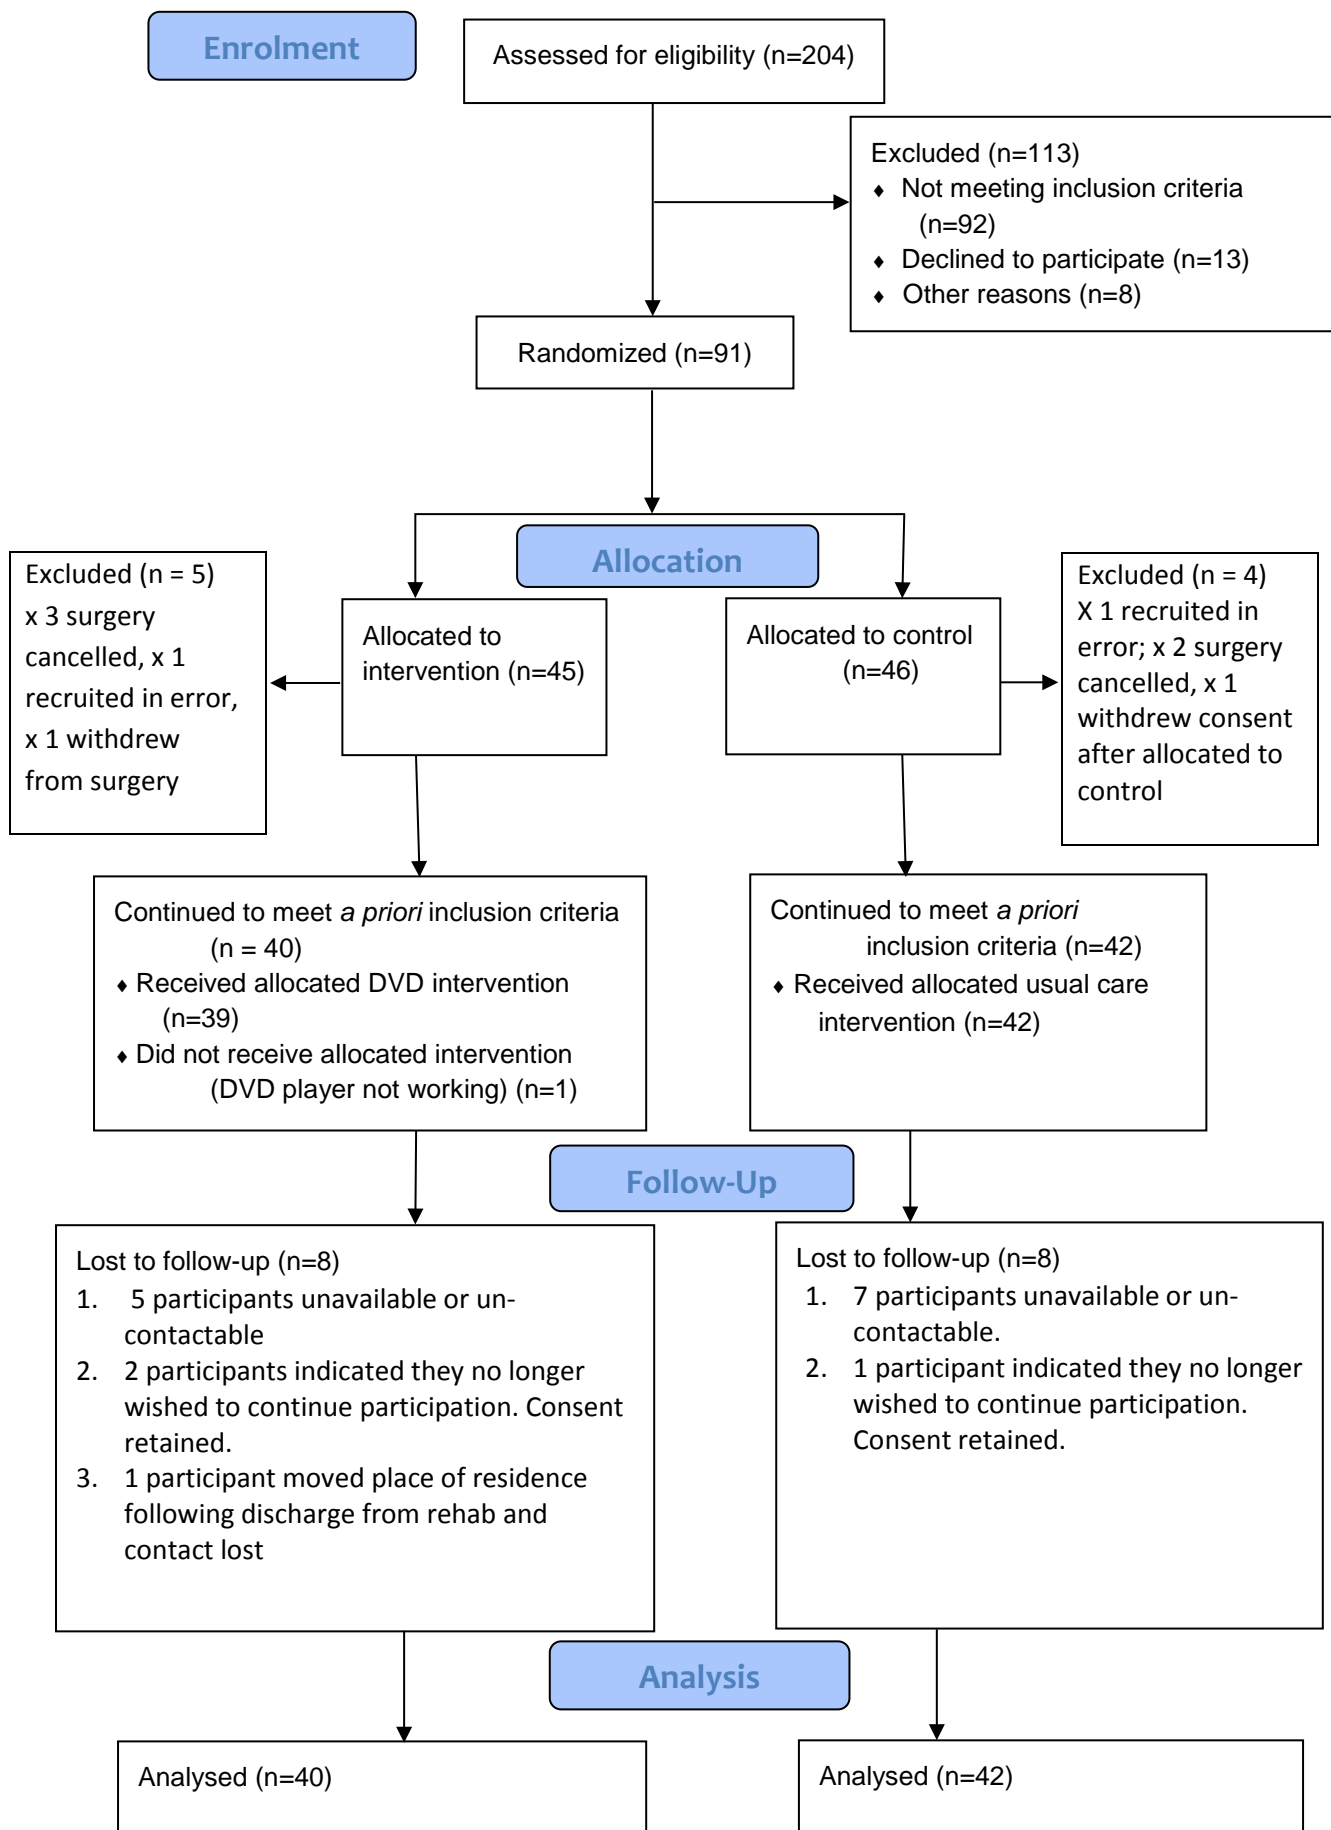 Enrolment
Assessed for eligibility (n=204)
Excluded (n=113)
♦ Not meeting inclusion criteria
(n=92)
♦ Declined to participate (n=13)
♦ Other reasons (n=8)
Randomized (n=91)
Allocation
Excluded (n = 5)
x 3 surgery
cancelled, x 1
recruited in error,
x 1 withdrew
from surgery
Allocated to
intervention (n=45)
Allocated to control
(n=46)
Excluded (n = 4)
X 1 recruited in
error; x 2 surgery
cancelled, x 1
withdrew consent
after allocated to
control
Continued to meet a priori inclusion criteria
(n = 40)
♦ Received allocated DVD intervention
(n=39)
♦ Did not receive allocated intervention
(DVD player not working) (n=1)
Continued to meet a priori
inclusion criteria (n=42)
♦ Received allocated usual care
intervention (n=42)
Follow-Up
Lost to follow-up (n=8)
1. 5 participants unavailable or un-
contactable
2. 2 participants indicated they no longer
wished to continue participation. Consent
retained.
3. 1 participant moved place of residence
following discharge from rehab and
contact lost
Lost to follow-up (n=8)
1. 7 participants unavailable or un-
contactable.
2. 1 participant indicated they no longer
wished to continue participation.
Consent retained.
Analysis
Analysed (n=40)
Analysed (n=42)